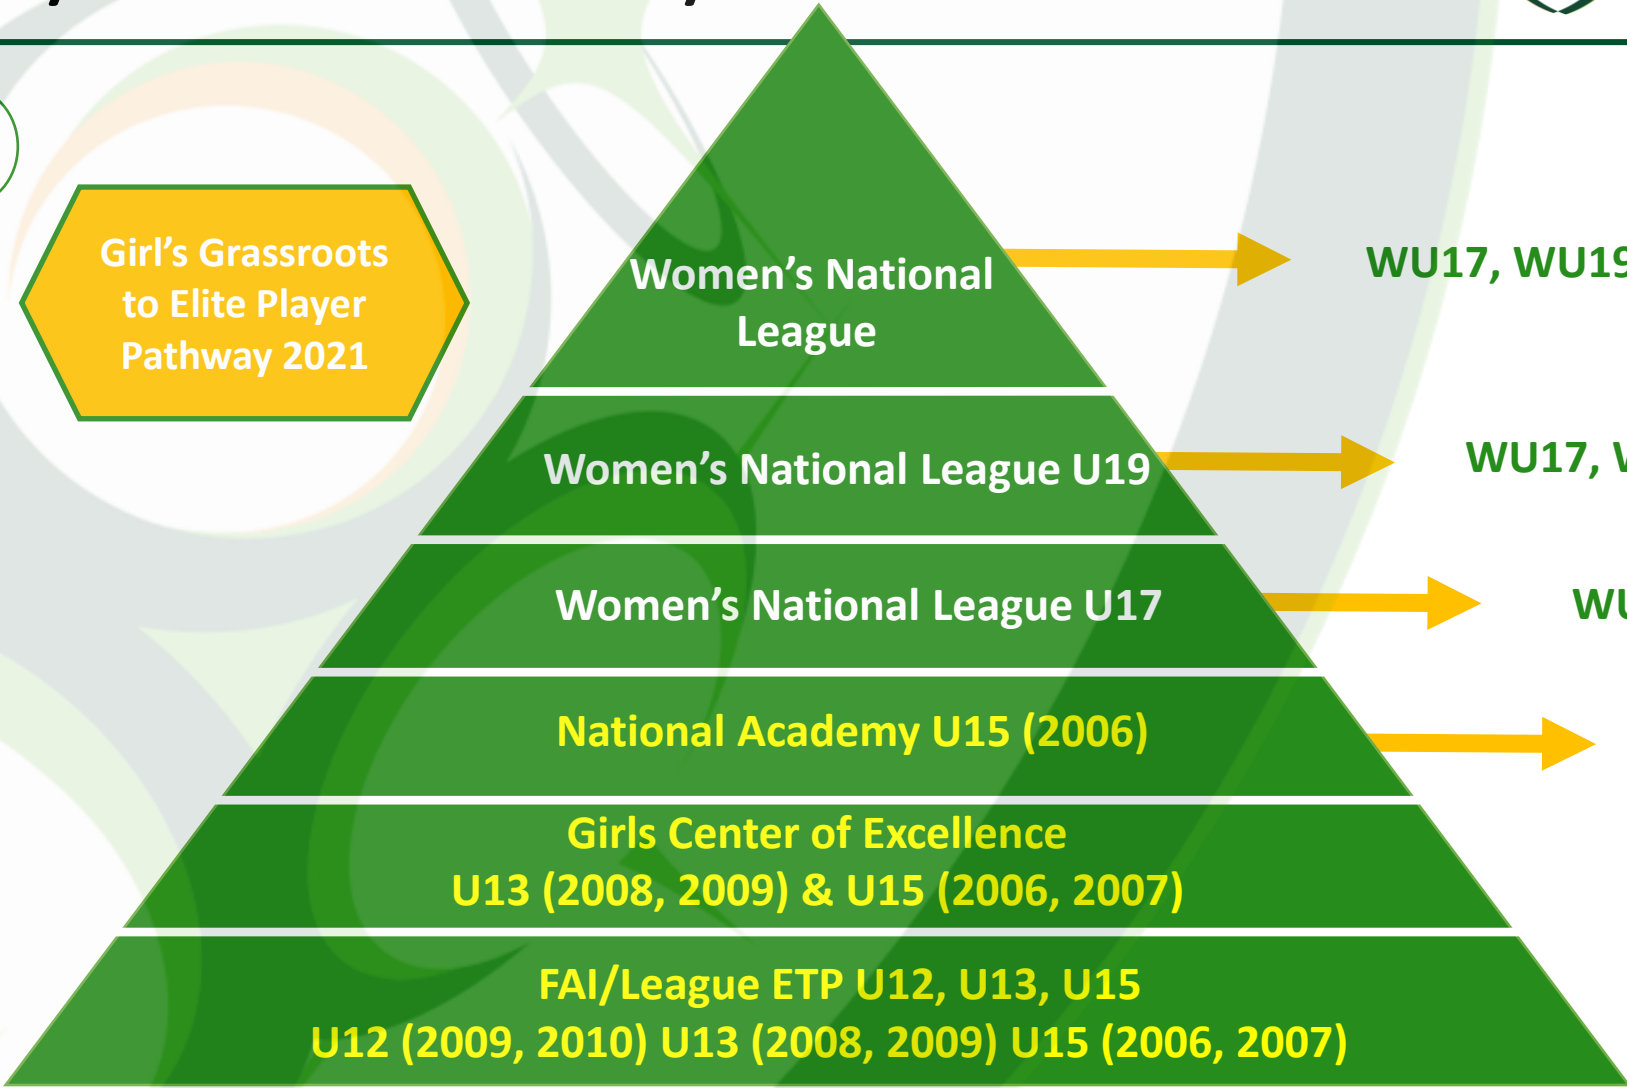 Girl's Grassroots
to Elite Player
Pathway 2021
Women's National
League
WU17, WU19
Women's National League U19
WU17,
Women's National League U17
National Academy U15 (2006)
Girls Center of Excellence
U13 (2008, 2009) & U15 (2006, 2007)
FAI/League ETP U12, U13, U15
U12 (2009, 2010) U13 (2008, 2009) U15 (2006, 2007)